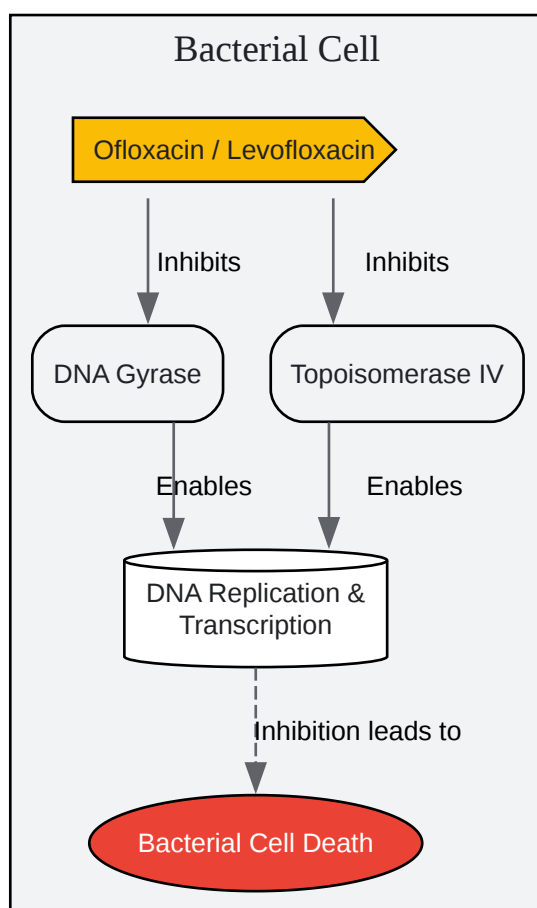 Bacterial Cell
Ofloxacin / Levofloxacin
Inhibits
Inhibits
DNA Gyrase
Topoisomerase IV
Enables
Enables
DNA Replication &
Transcription
Inhibition leads to
Bacterial Cell Death